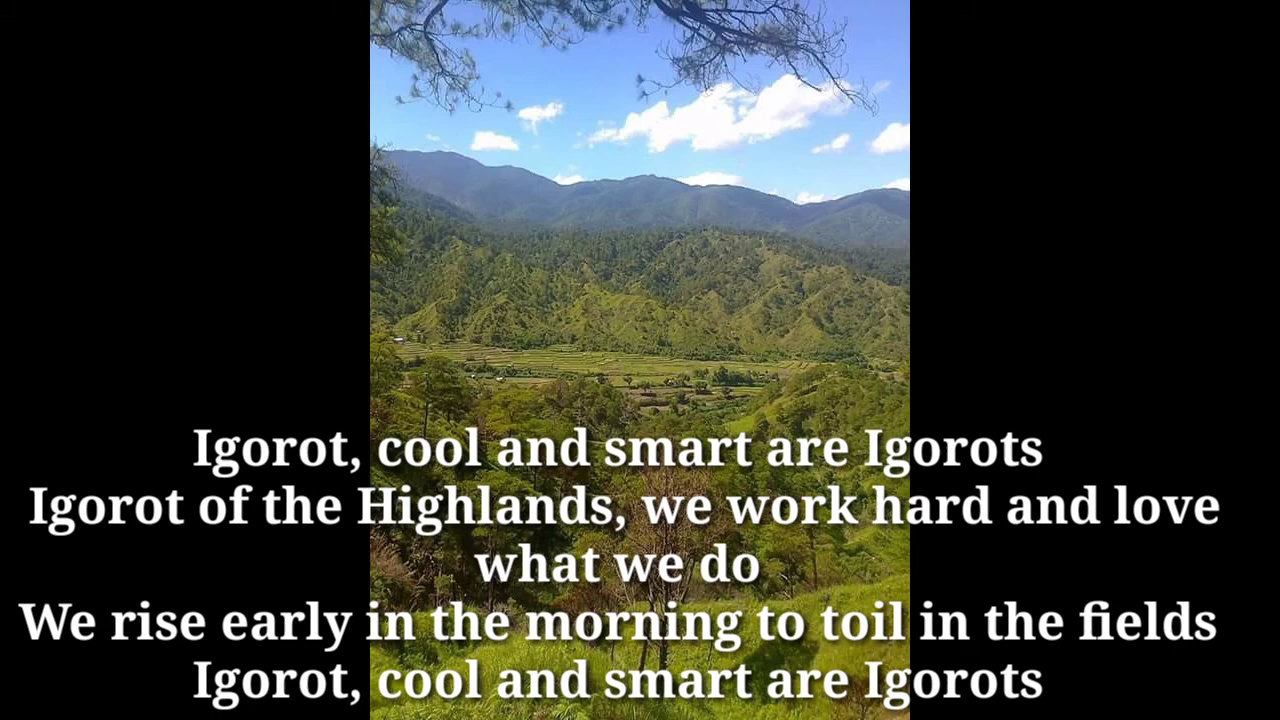 Igorot, cool and smart are Igorots
Igorot of the Highlands, we work hard and love
what we do
We rise early in the morning to toil in the fields
Igorot, cool and smart are Igorots